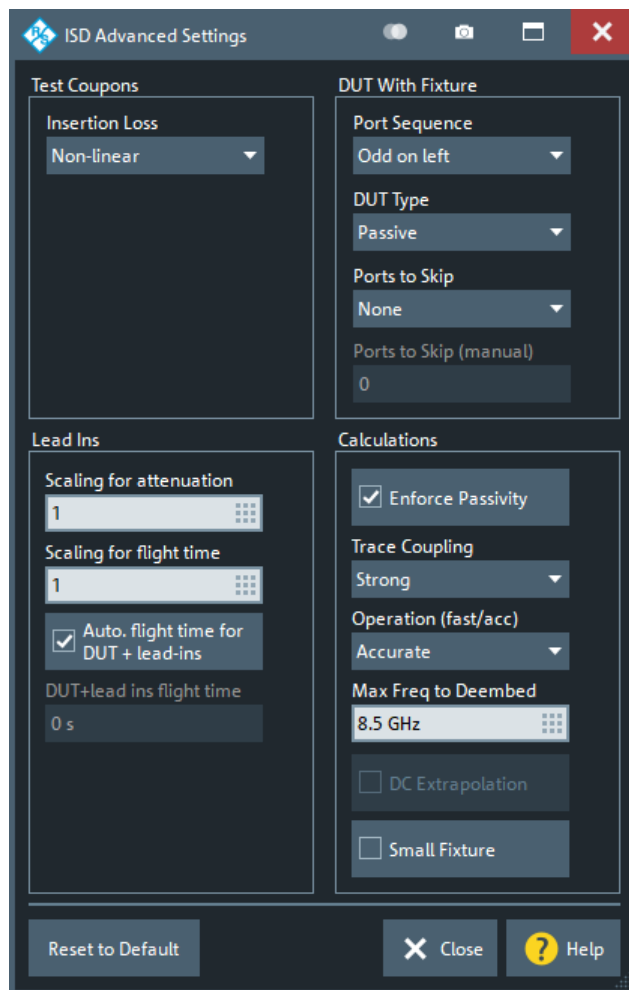 R&S ISD Advanced Settings
Test Coupons
Insertion Loss
Non-linear
DUT With Fixture
Port Sequence
Odd on left
DUT Type
Passive
Ports to Skip
None
Ports to Skip (manual)
0
Lead Ins
Scaling for attenuation
1
Scaling for flight time
1
Auto. flight time for
DUT + lead-ins
DUT+lead ins flight time
0 s
Calculations
Enforce Passivity
Trace Coupling
Strong
Operation (fast/acc)
Accurate
Max Freq to Deembed
8.5 GHz
DC Extrapolation
Small Fixture
Reset to Default
Close
? Help